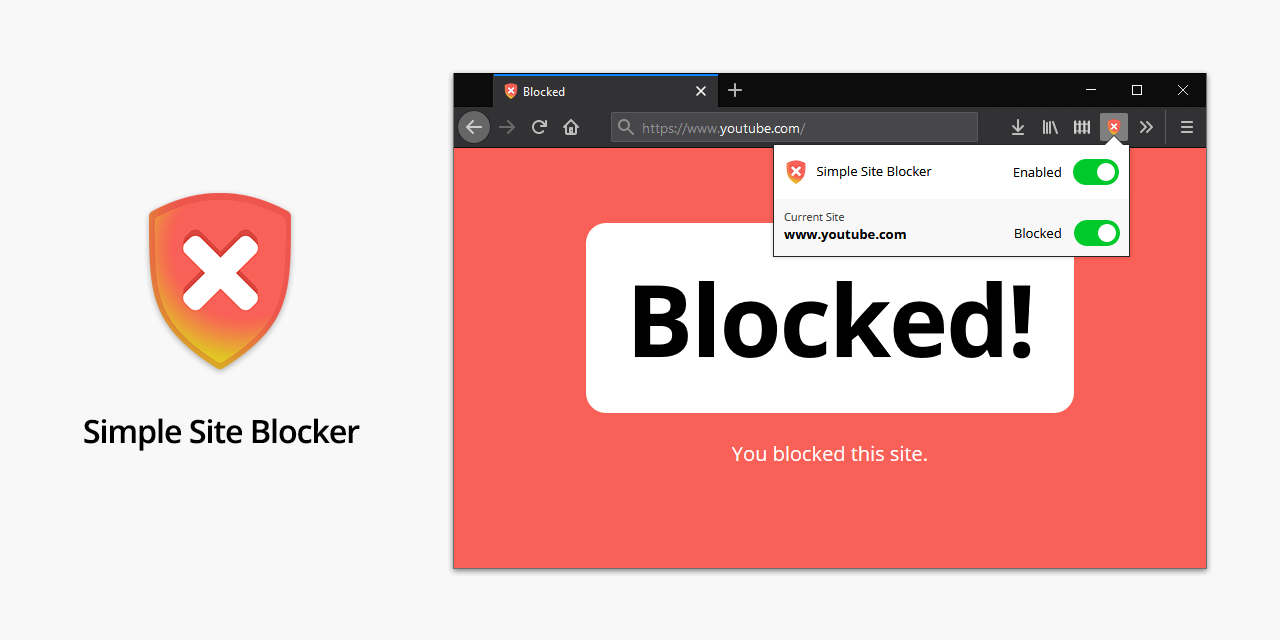 Simple Site Blocker
Blocked
https://www.youtube.com/
Simple Site Blocker
Enabled
Current Site
www.youtube.com
Blocked
Blocked!
You blocked this site.